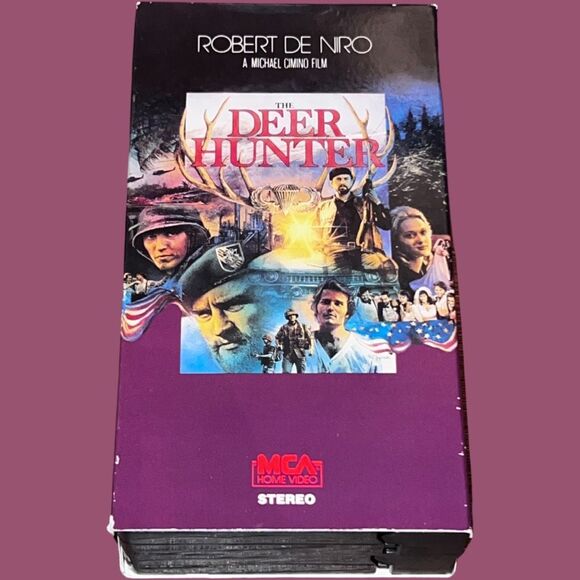 ROBERT DE NIRO
A MICHAEL CIMINO FILM
THE
DEER
HUNTER
MCA
HOME VIDEO
STEREO